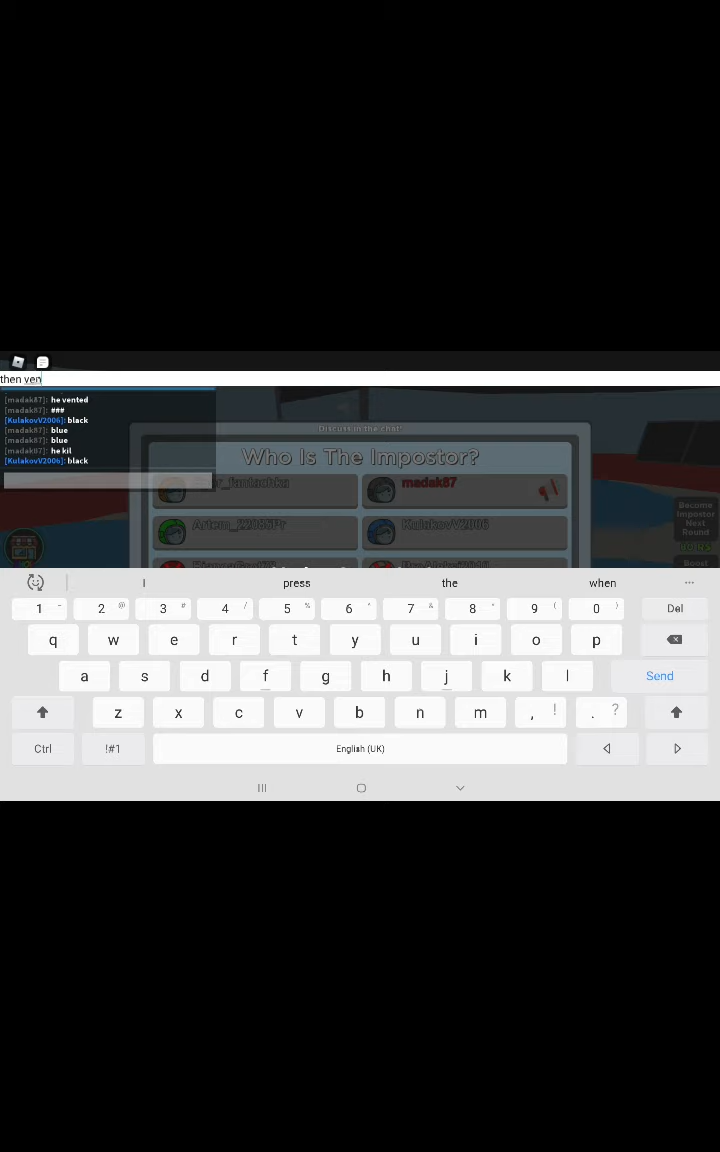 then ven
[madak87]: he vented
[madak87]: ###
[KulakovV2006]: black
[madak87]: blue
[madak87]: blue
[madak87]: he kil
[KulakovV2006]: black
Discuss in the chat!
Who Is The Impostor?
madak87
KulakovV2006
Become
Impostor
Next
Round
Boost
I press the when ...
1 2 @ 3 # 4 / 5 % 6 ^ 7 & 8 * 9 ( 0 ) Del
q w e r t y u i o p
a s d f g h j k l Send
z x c v b n m , ! . ?
Ctrl !#1 English (UK)